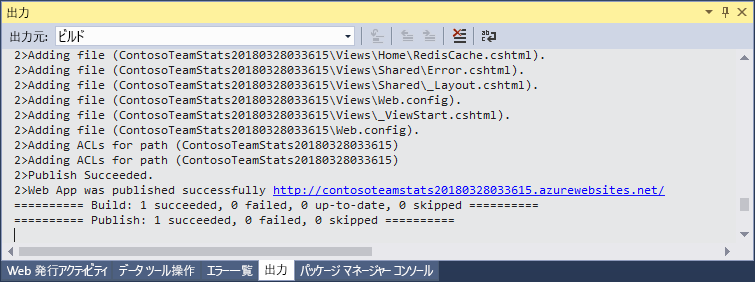 出力
出力元: ビルド
2>Adding file (ContosoTeamStats20180328033615\Views\Home\RedisCache.cshtml).
2>Adding file (ContosoTeamStats20180328033615\Views\Shared\Error.cshtml).
2>Adding file (ContosoTeamStats20180328033615\Views\Shared\_Layout.cshtml).
2>Adding file (ContosoTeamStats20180328033615\Views\Web.config).
2>Adding file (ContosoTeamStats20180328033615\Views\_ViewStart.cshtml).
2>Adding file (ContosoTeamStats20180328033615\Web.config).
2>Adding ACLs for path (ContosoTeamStats20180328033615)
2>Adding ACLs for path (ContosoTeamStats20180328033615)
2>Publish Succeeded.
2>Web App was published successfully http://contosoteamstats20180328033615.azurewebsites.net/
========== Build: 1 succeeded, 0 failed, 0 up-to-date, 0 skipped ==========
========== Publish: 1 succeeded, 0 failed, 0 skipped ==========
Web 発行アクティビティ データ ツール操作 エラー一覧 出力 パッケージ マネージャー コンソール